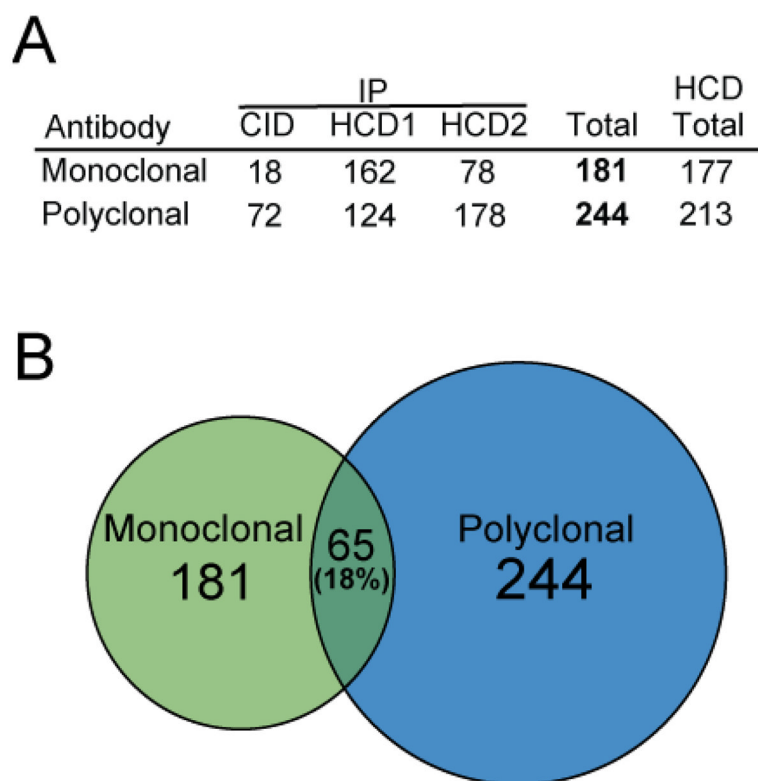 A
IP HCD
Antibody CID HCD1 HCD2 Total Total
Monoclonal 18 162 78 181 177
Polyclonal 72 124 178 244 213
B
Monoclonal
181
65
(18%)
Polyclonal
244